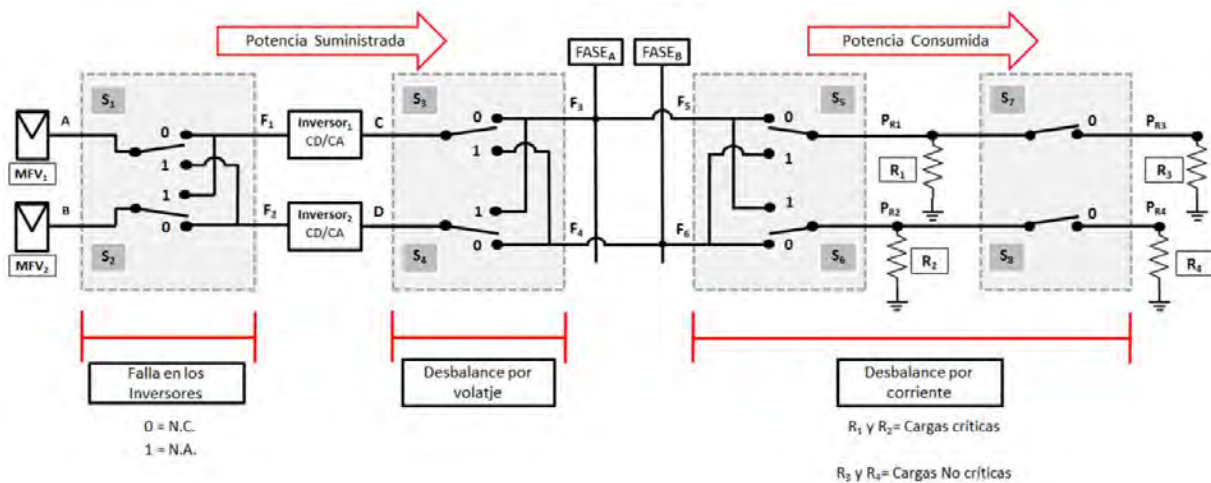 Potencia Suministrada
FASEA
FASEB
Potencia Consumida
S1
S3
S5
S7
A
0
F1
Inversor1
CD/CA
C
0
F3
F5
0
PR1
0
PR3
MFV1
1
1
1
R1
R3
1
1
1
B
0
F2
Inversor2
CD/CA
D
0
F4
F6
0
PR2
0
PR4
MFV2
S2
S4
S6
R2
S8
R4
Falla en los
Inversores
Desbalance por
volatje
Desbalance por
corriente
0 = N.C.
1 = N.A.
R1 y R2= Cargas críticas
R3 y R4= Cargas No críticas